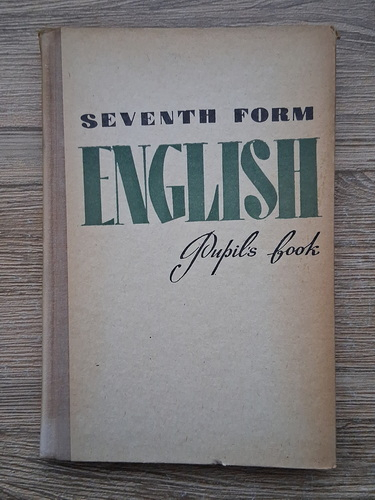 SEVENTH FORM
ENGLISH
Pupil's book